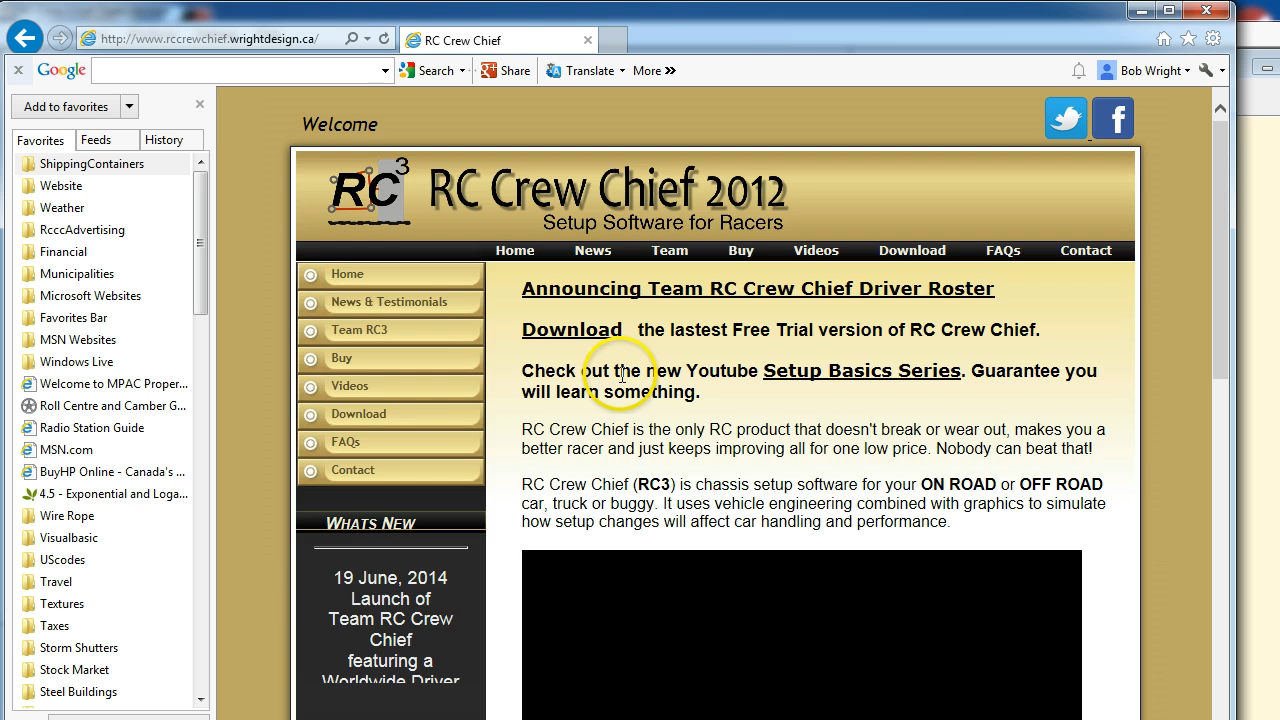 http://www.rccrewchief.wrightdesign.ca/
RC Crew Chief
Google
Search
Share
Translate
More »
Bob Wright
Add to favorites
Favorites
Feeds
History
ShippingContainers
Website
Weather
RcccAdvertising
Financial
Municipalities
Microsoft Websites
Favorites Bar
MSN Websites
Windows Live
Welcome to MPAC Proper...
Roll Centre and Camber G...
Radio Station Guide
MSN.com
BuyHP Online - Canada's ...
4.5 - Exponential and Loga...
Wire Rope
Visualbasic
UScodes
Travel
Textures
Taxes
Storm Shutters
Stock Market
Steel Buildings
Welcome
RC3
RC Crew Chief 2012
Setup Software for Racers
Home News Team Buy Videos Download FAQs Contact
Home
News & Testimonials
Team RC3
Buy
Videos
Download
FAQs
Contact
WHATS NEW
19 June, 2014
Launch of
Team RC Crew
Chief
featuring a
Worldwide Driver
Announcing Team RC Crew Chief Driver Roster
Download the lastest Free Trial version of RC Crew Chief.
Check out the new Youtube Setup Basics Series. Guarantee you
will learn something.
RC Crew Chief is the only RC product that doesn't break or wear out, makes you a
better racer and just keeps improving all for one low price. Nobody can beat that!
RC Crew Chief (RC3) is chassis setup software for your ON ROAD or OFF ROAD
car, truck or buggy. It uses vehicle engineering combined with graphics to simulate
how setup changes will affect car handling and performance.